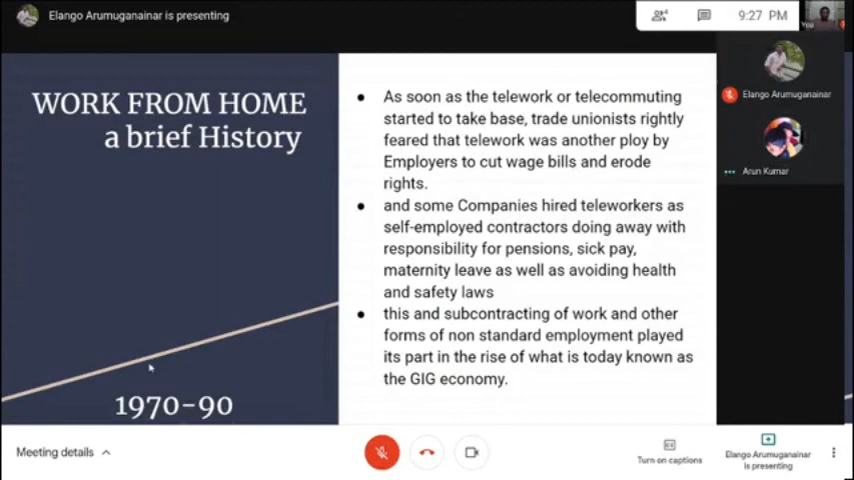 Elango Arumuganainar is presenting
9:27 PM
You
WORK FROM HOME
a brief History
1970-90
● As soon as the telework or telecommuting
started to take base, trade unionists rightly
feared that telework was another ploy by
Employers to cut wage bills and erode
rights.
● and some Companies hired teleworkers as
self-employed contractors doing away with
responsibility for pensions, sick pay,
maternity leave as well as avoiding health
and safety laws
● this and subcontracting of work and other
forms of non standard employment played
its part in the rise of what is today known as
the GIG economy.
Elango Arumuganainar
Arun Kumar
Meeting details
Turn on captions
Elango Arumuganainar
is presenting